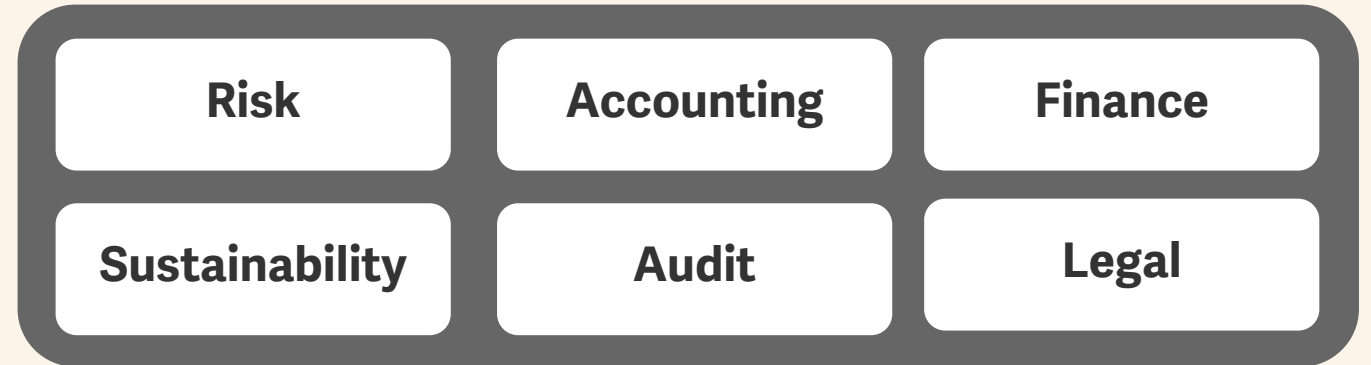 Risk
Accounting
Finance
Sustainability
Audit
Legal